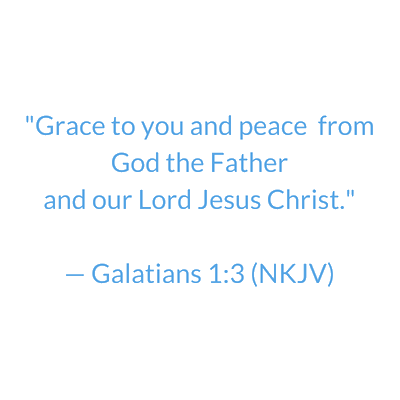 "Grace to you and peace  from
God the Father
and our Lord Jesus Christ."
— Galatians 1:3 (NKJV)